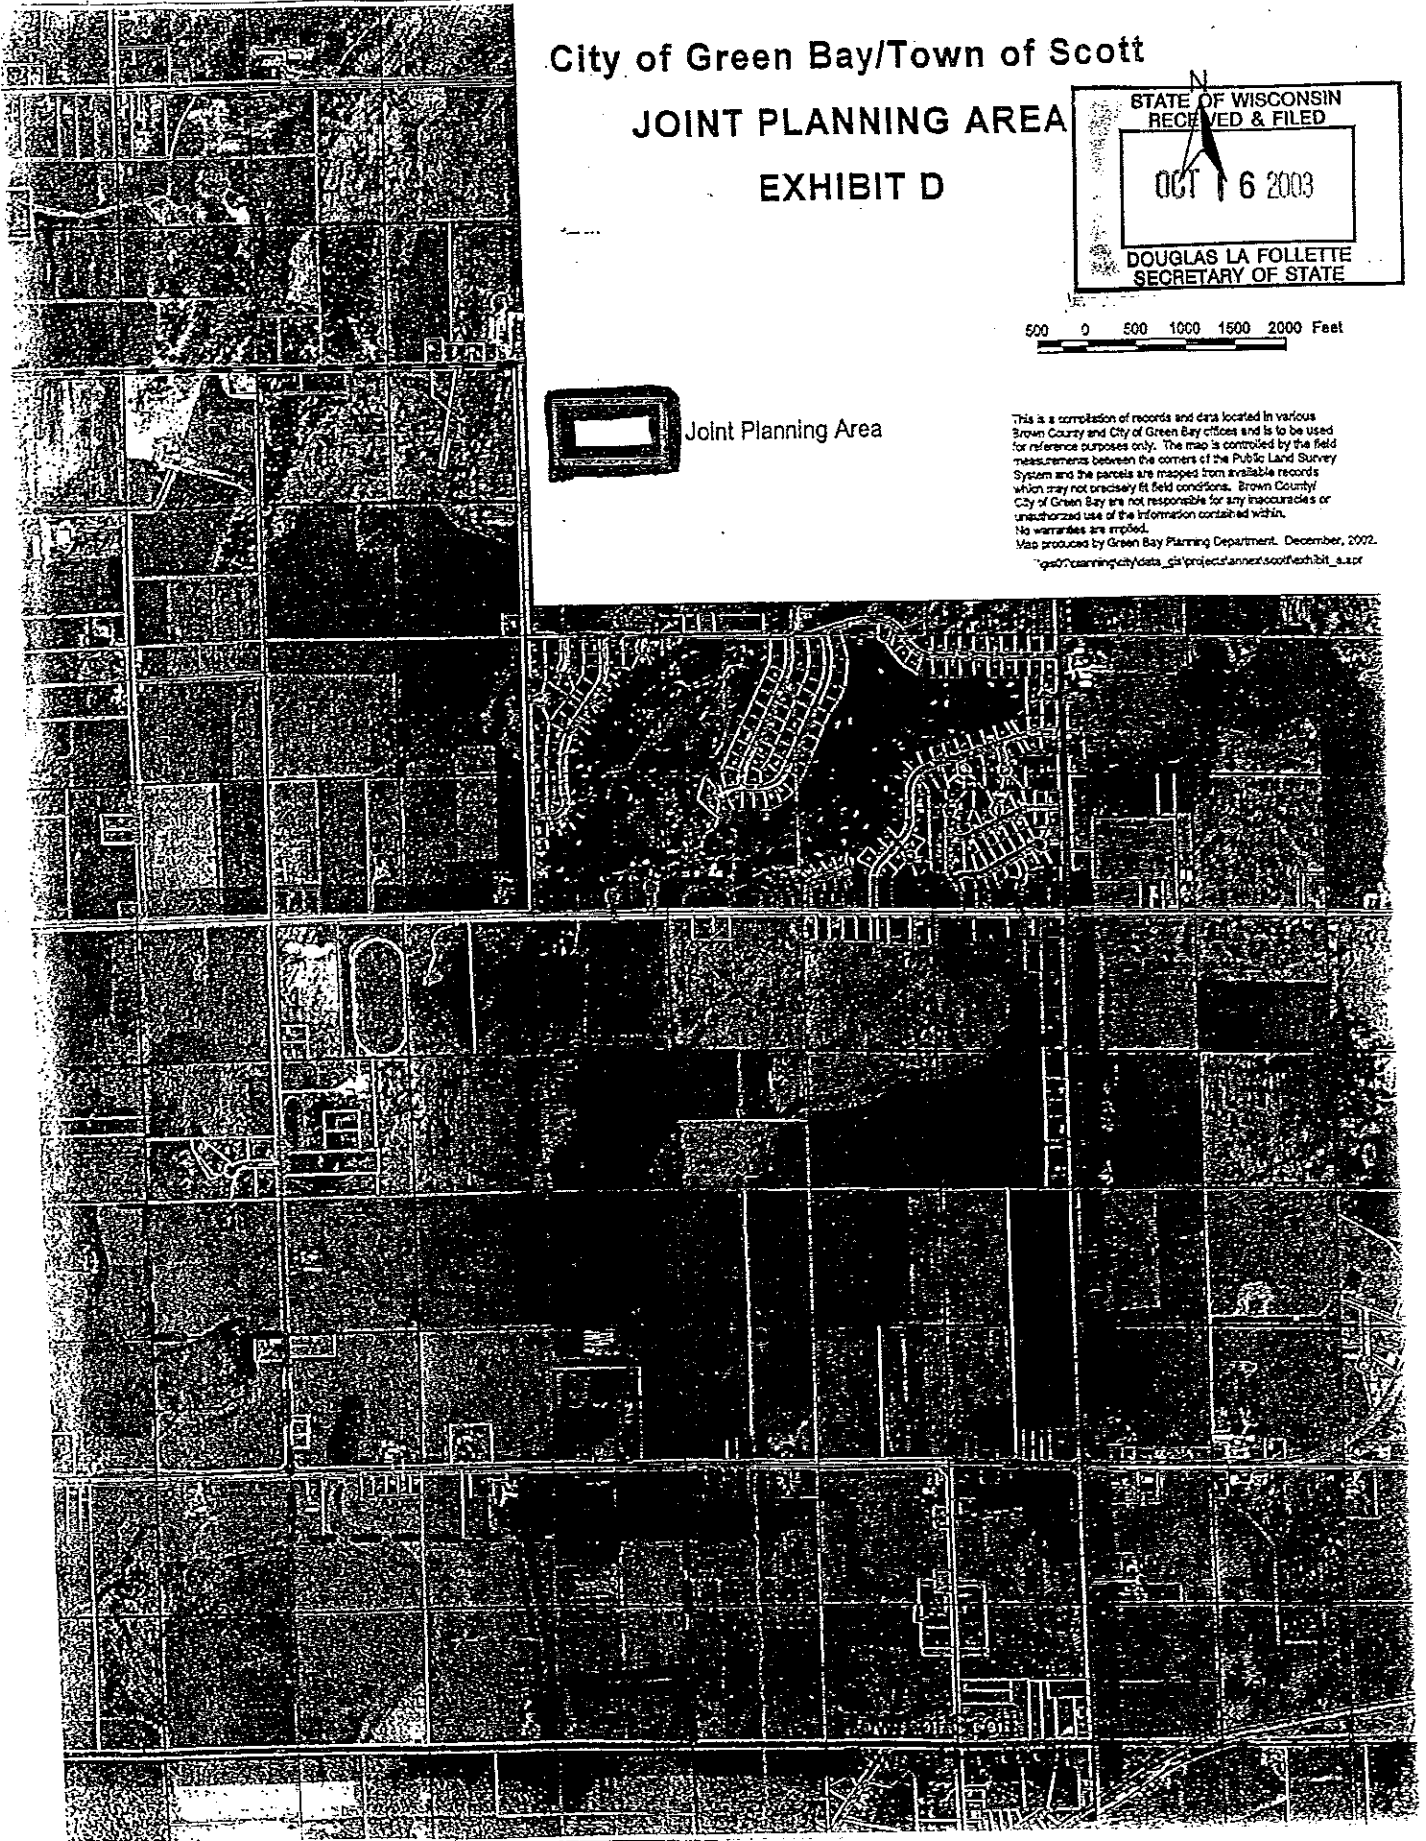 City of Green Bay/Town of Scott
JOINT PLANNING AREA
EXHIBIT D
N
STATE OF WISCONSIN
RECEIVED & FILED
OCT 16 2003
DOUGLAS LA FOLLETTE
SECRETARY OF STATE
500 0 500 1000 1500 2000 Feet
Joint Planning Area
This is a compilation of records and data located in various
Brown County and City of Green Bay offices and is to be used
for reference purposes only. The map is controlled by the field
measurements between the corners of the Public Land Survey
System and the parcels are mapped from available records
which may not precisely fit field conditions. Brown County/
City of Green Bay are not responsible for any inaccuracies or
unauthorized use of the information contained within.
No warranties are implied.
Map produced by Green Bay Planning Department. December, 2002.